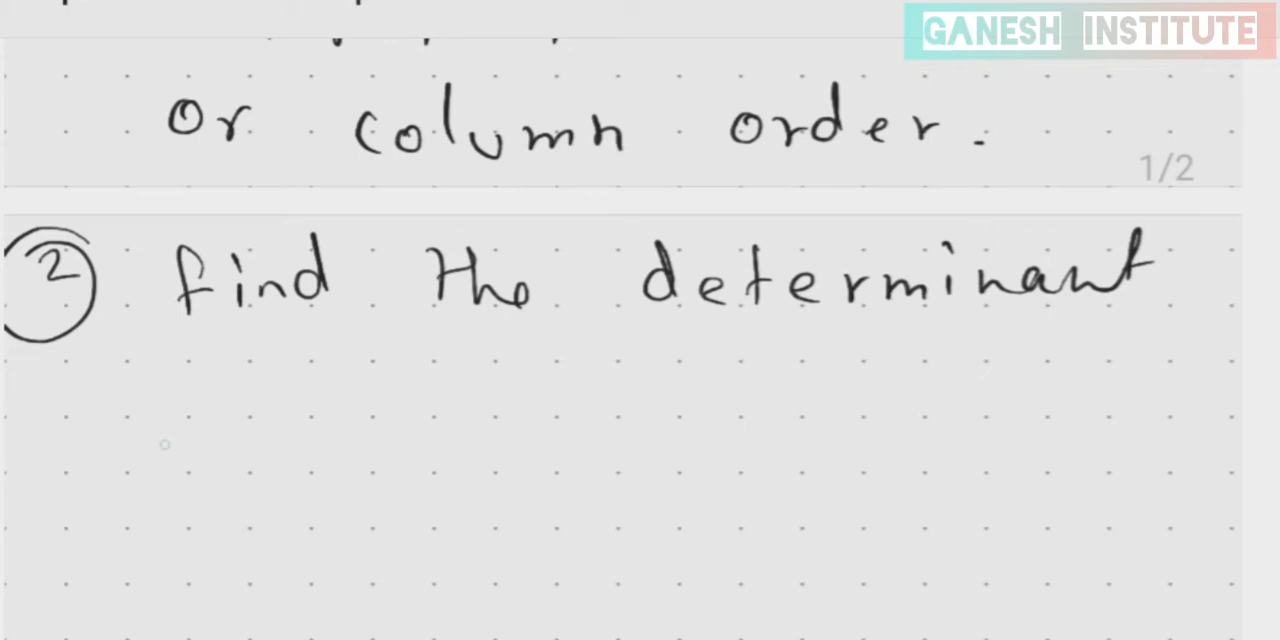 GANESH INSTITUTE
or column order.
1/2
2 find the determinant